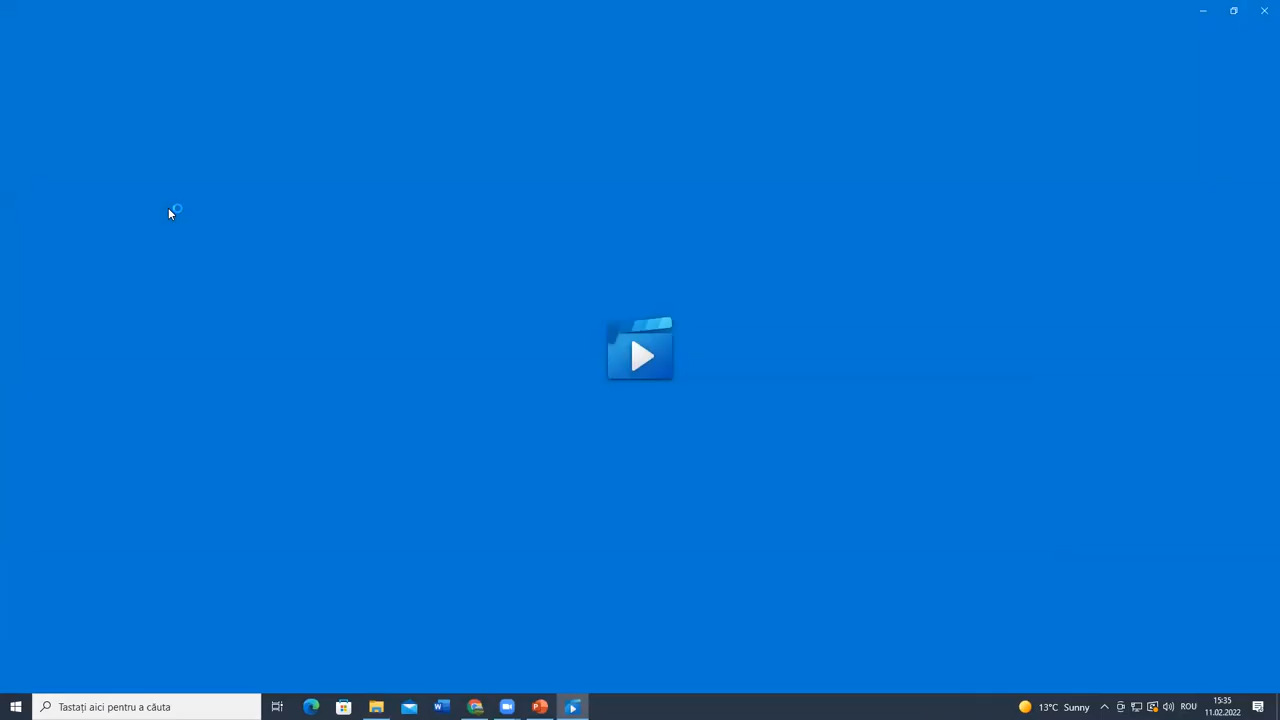 Tastați aici pentru a căuta
13°C Sunny
ROU
15:35
11.02.2022